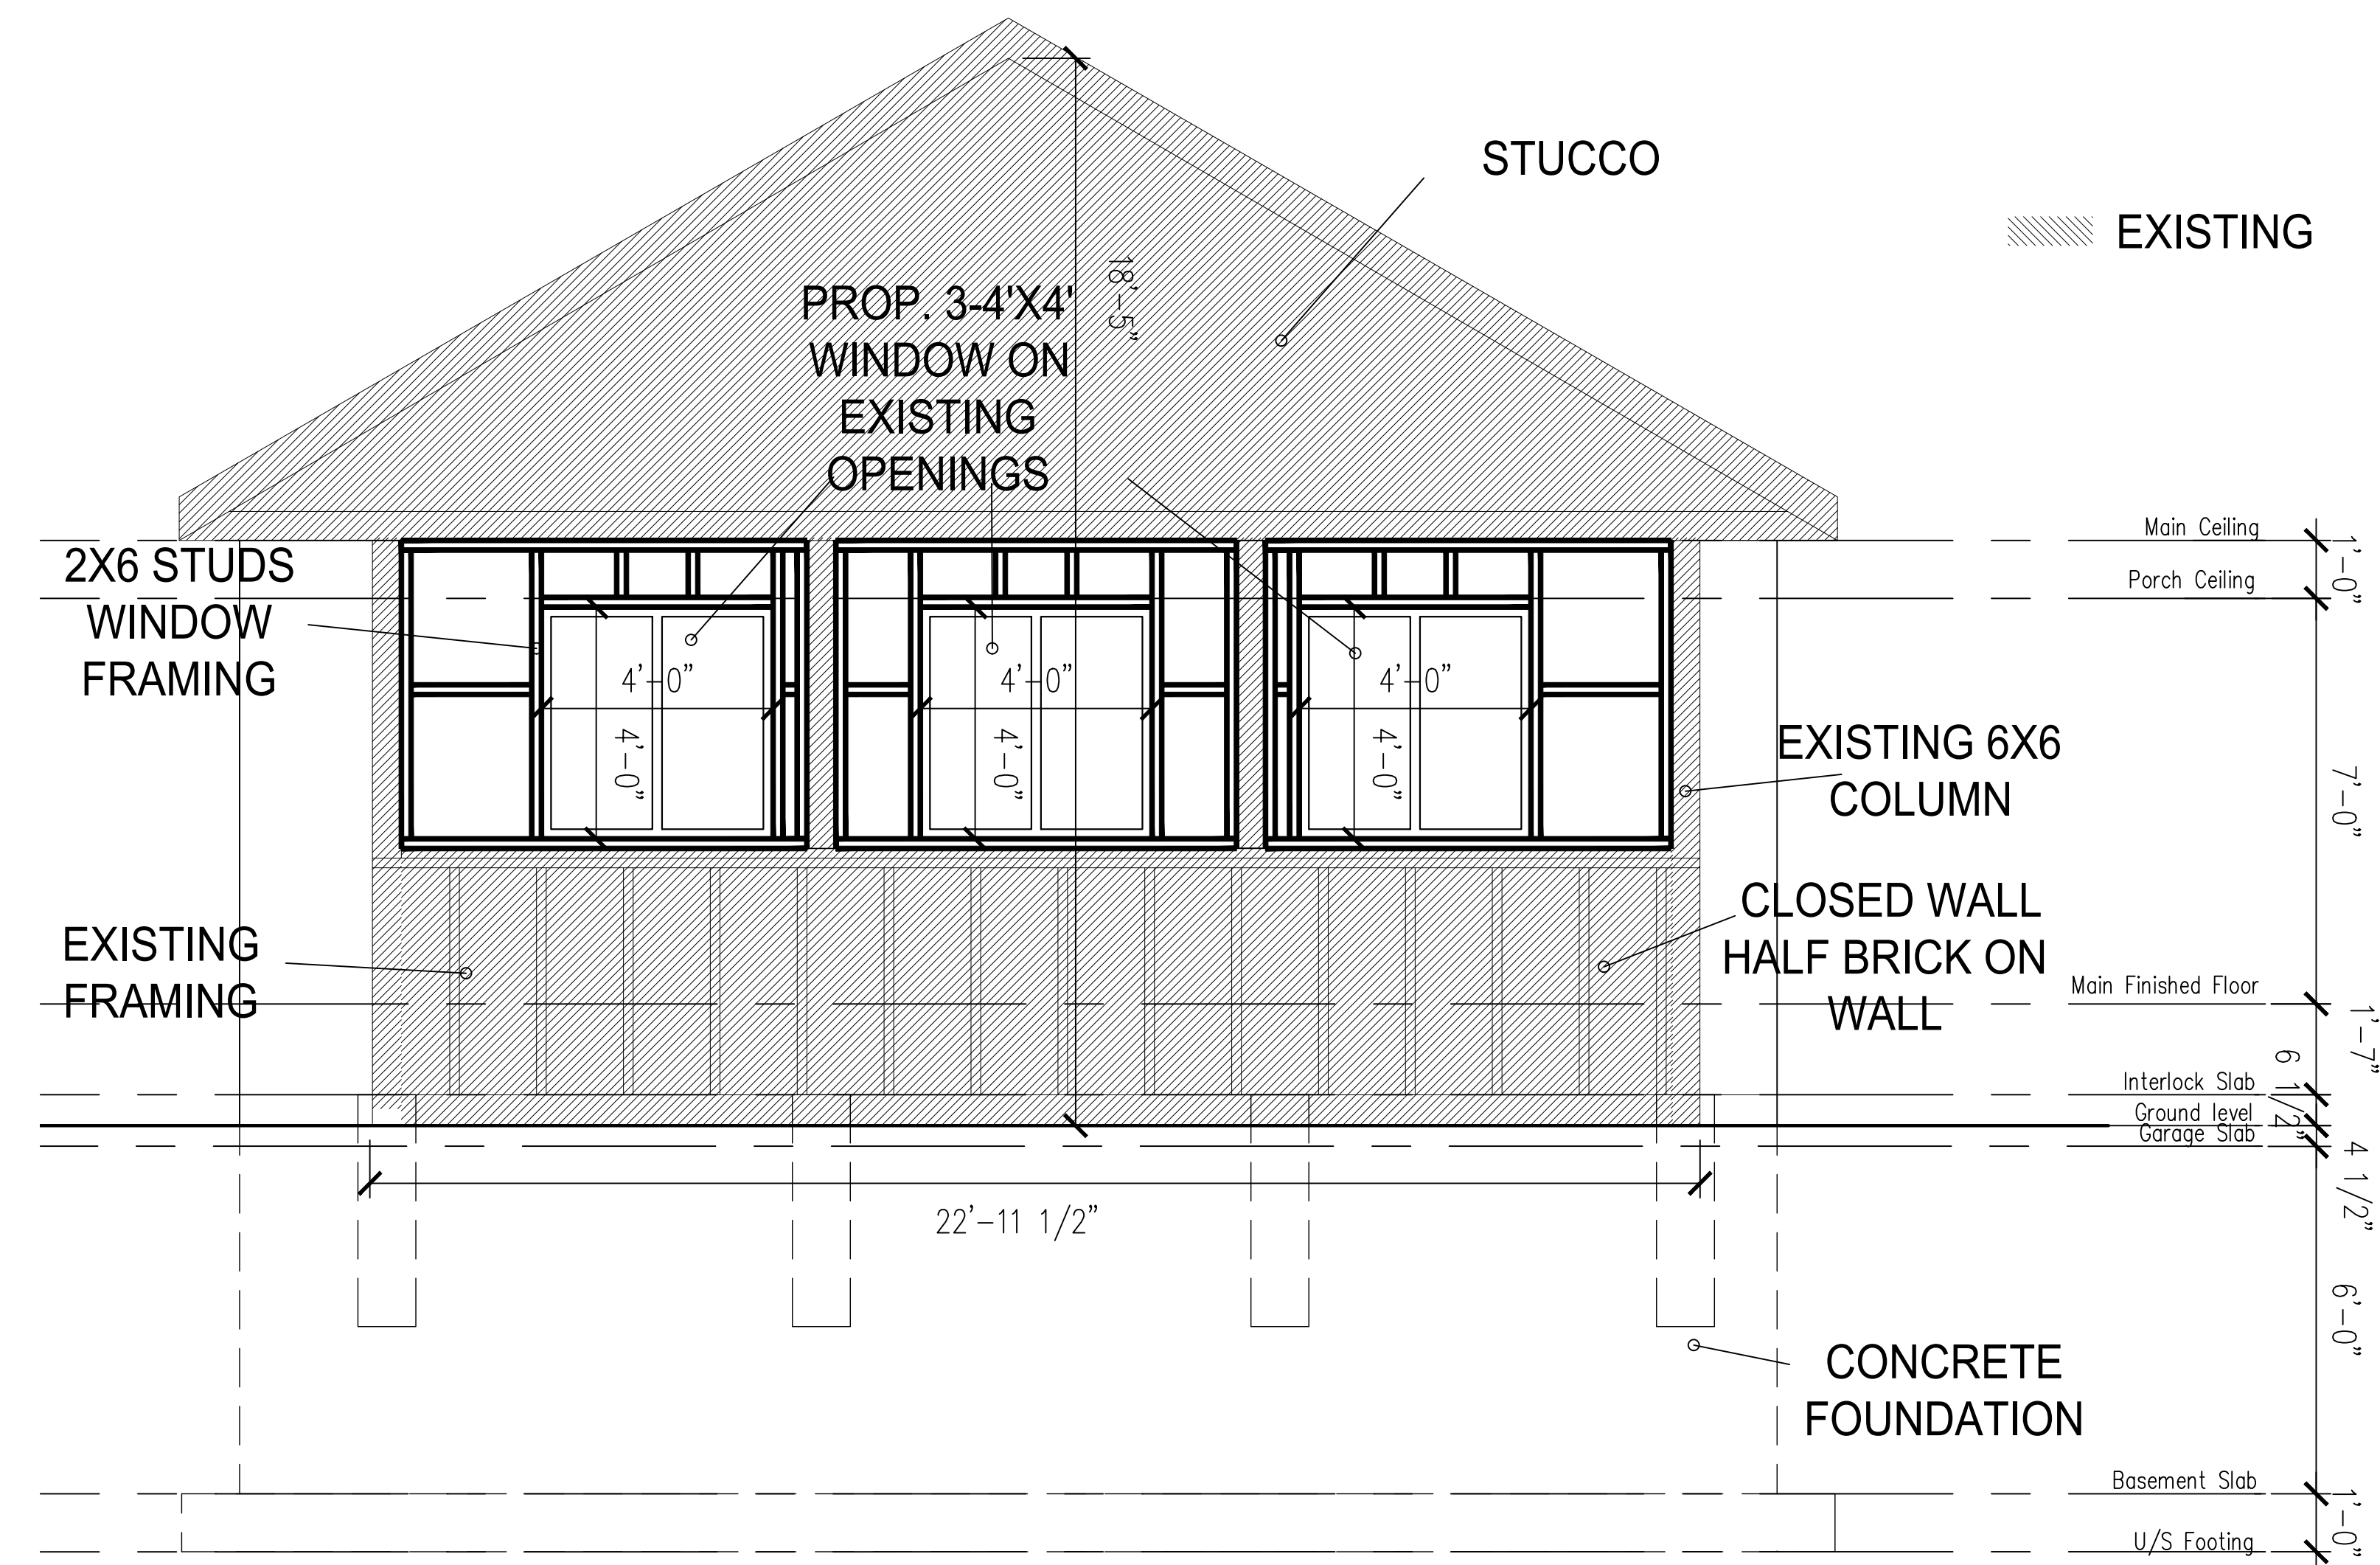 STUCCO
EXISTING
18'-5"
PROP. 3-4'X4'
WINDOW ON
EXISTING
OPENINGS
Main Ceiling
1'-0"
Porch Ceiling
2X6 STUDS
WINDOW
FRAMING
4'-0"
4'-0"
4'-0"
4'-0"
4'-0"
4'-0"
7'-0"
EXISTING 6X6
COLUMN
CLOSED WALL
HALF BRICK ON
WALL
EXISTING
FRAMING
Main Finished Floor
1'-7"
Interlock Slab
6 1/2"
Ground level
Garage Slab
4 1/2"
22'-11 1/2"
6'-0"
CONCRETE
FOUNDATION
Basement Slab
1'-0"
U/S Footing